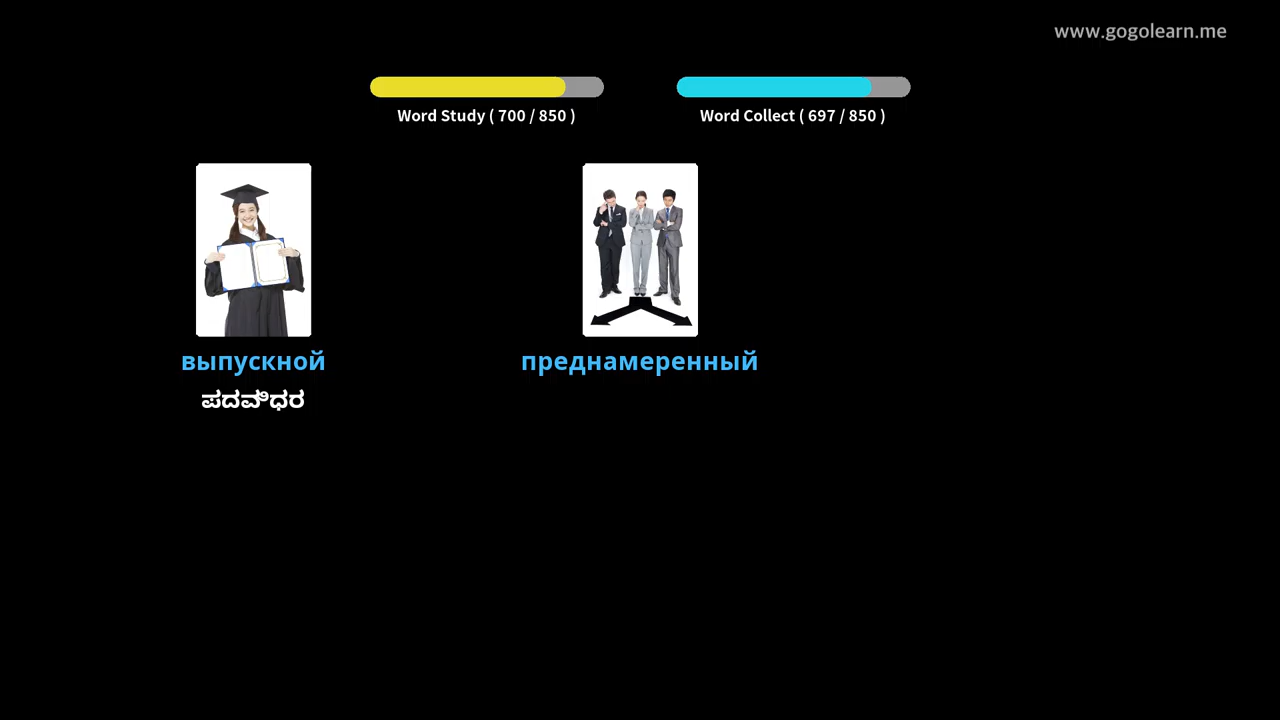 www.gogolearn.me
Word Study ( 700 / 850 )
Word Collect ( 697 / 850 )
выпускной
преднамеренный
ಪದವಿಧರ